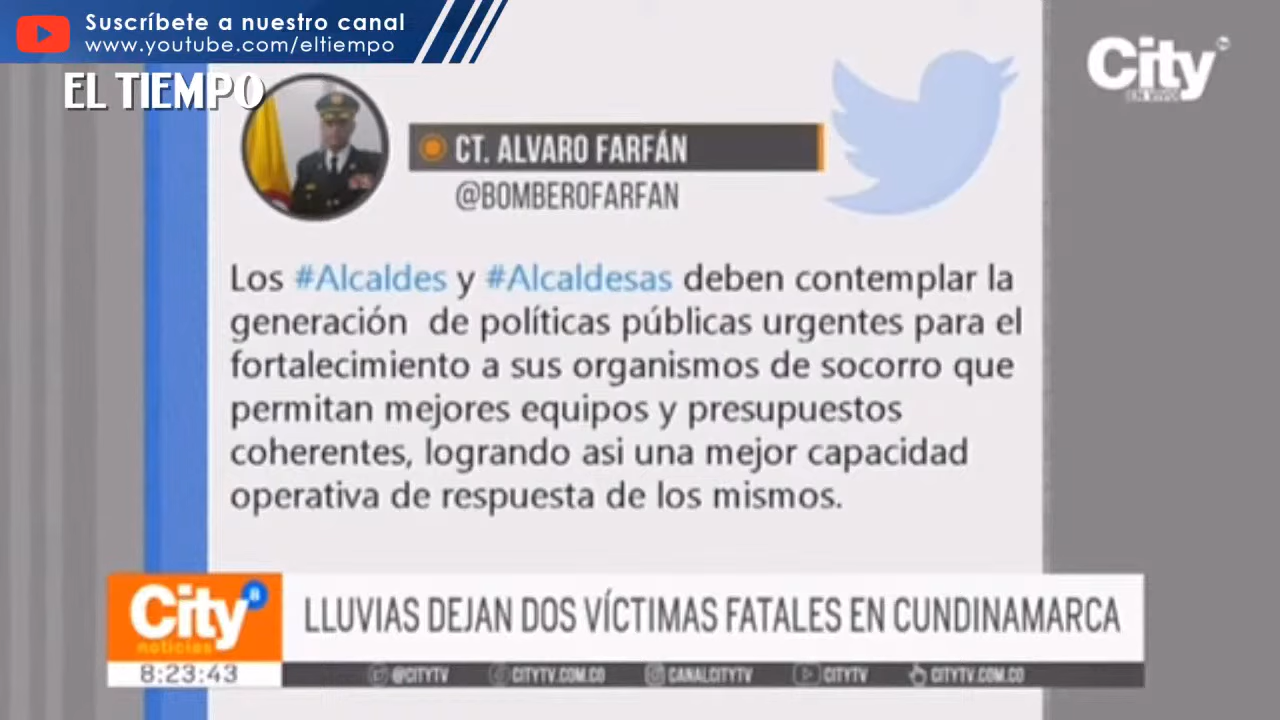 Suscríbete a nuestro canal
www.youtube.com/eltiempo
EL TIEMPO
City
EN VIVO
CT. ALVARO FARFÁN
@BOMBEROFARFAN
Los #Alcaldes y #Alcaldesas deben contemplar la
generación de políticas públicas urgentes para el
fortalecimiento a sus organismos de socorro que
permitan mejores equipos y presupuestos
coherentes, logrando asi una mejor capacidad
operativa de respuesta de los mismos.
City 8
noticias
LLUVIAS DEJAN DOS VÍCTIMAS FATALES EN CUNDINAMARCA
8:23:43
@CITYTV CITYTV.COM.CO CANALCITYTV CITYTV CITYTV.COM.CO